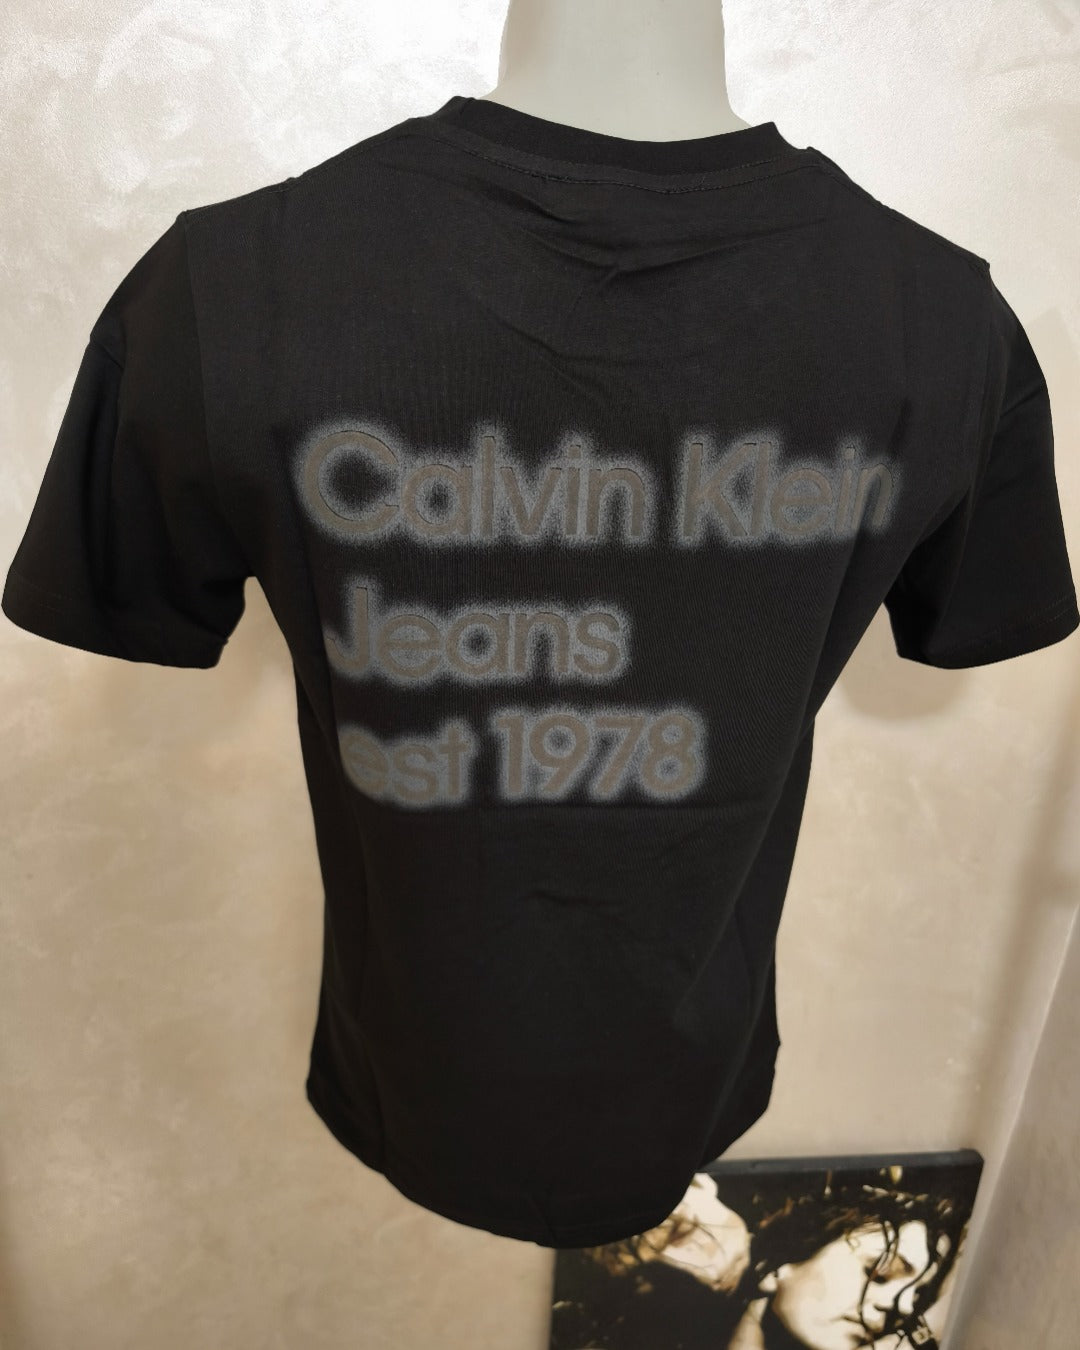 Calvin Klein
Jeans
est 1978